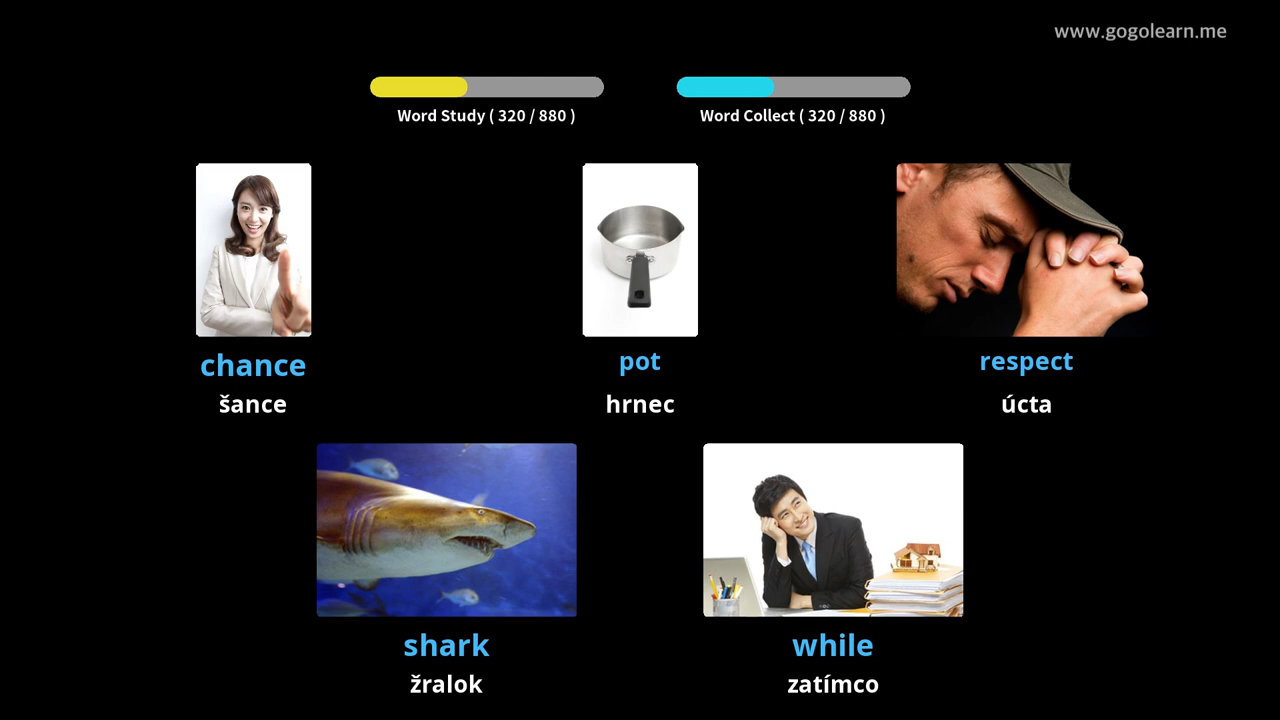 www.gogolearn.me
Word Study ( 320 / 880 )
Word Collect ( 320 / 880 )
chance
šance
pot
hrnec
respect
úcta
shark
žralok
while
zatímco